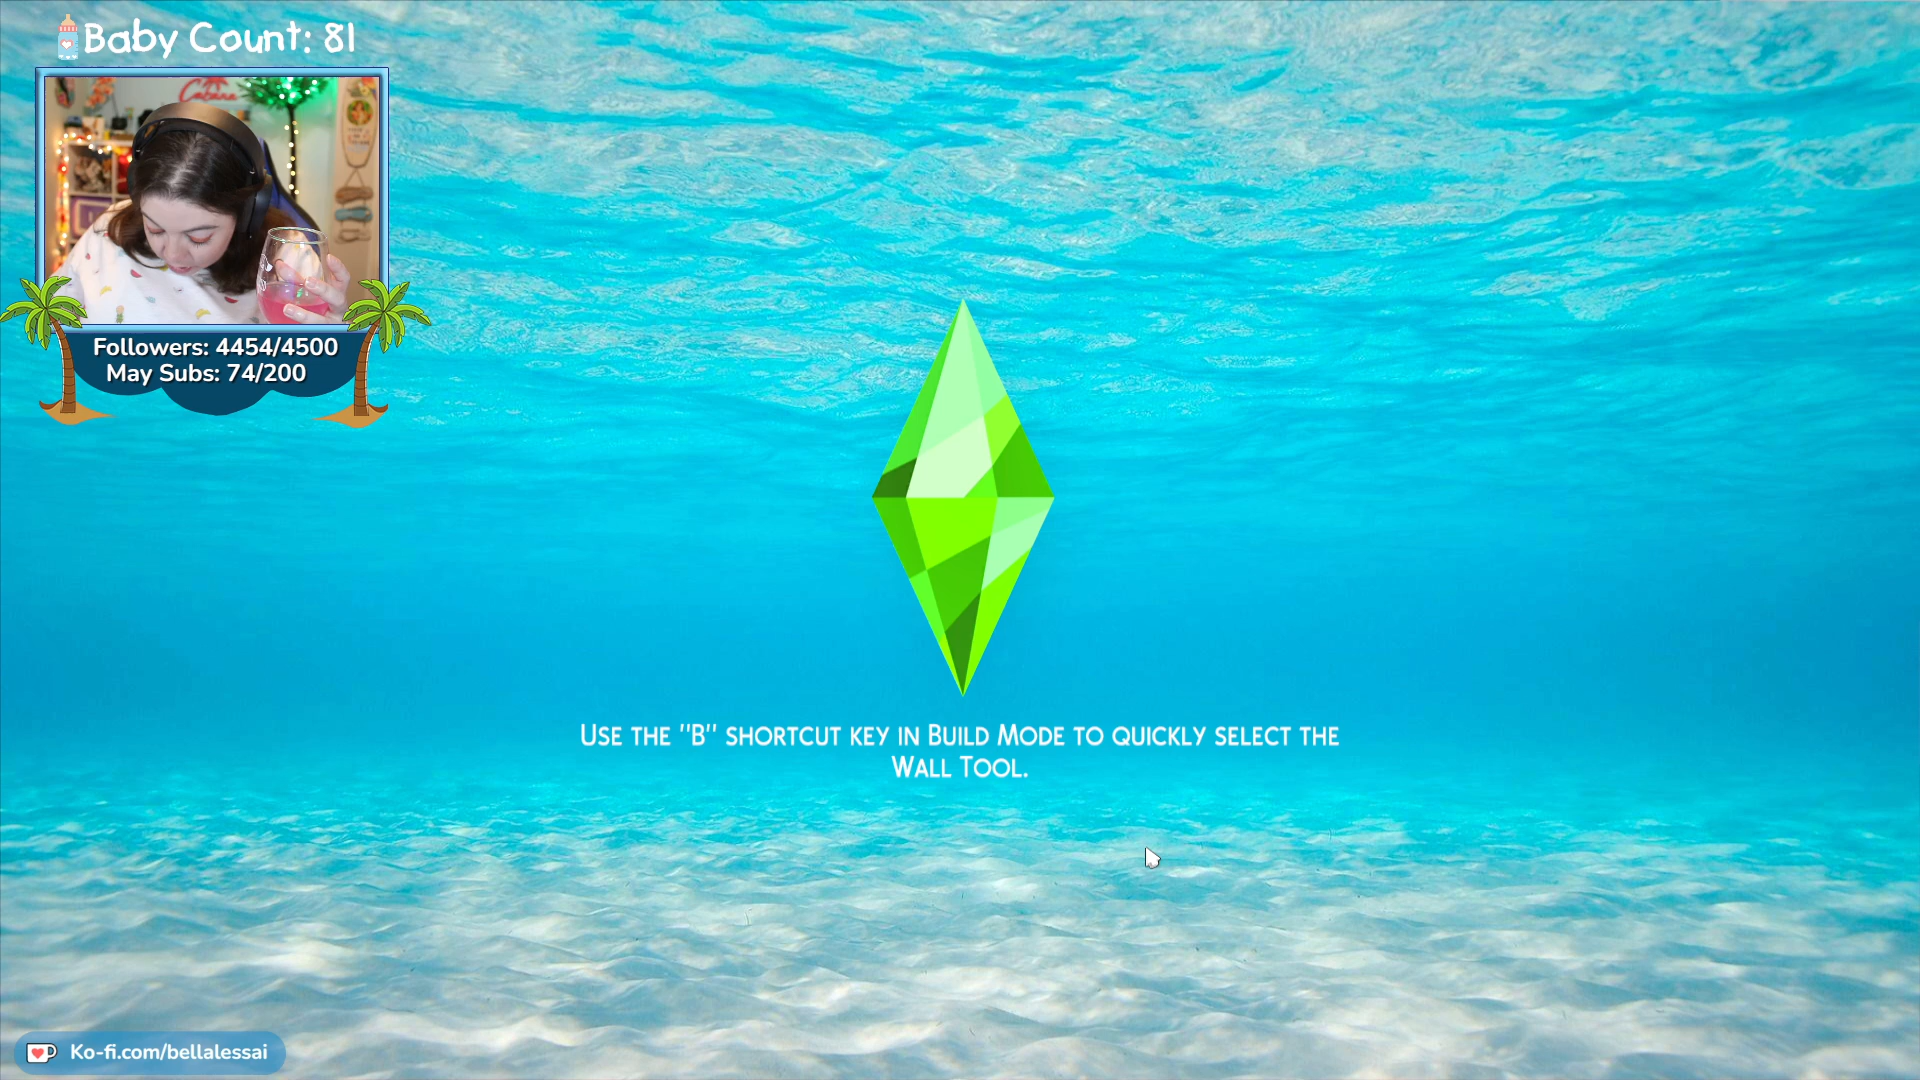 Baby Count: 81
Cabana
Followers: 4454/4500
May Subs: 74/200
Use the "B" shortcut key in Build Mode to quickly select the
Wall Tool.
Ko-fi.com/bellalessai